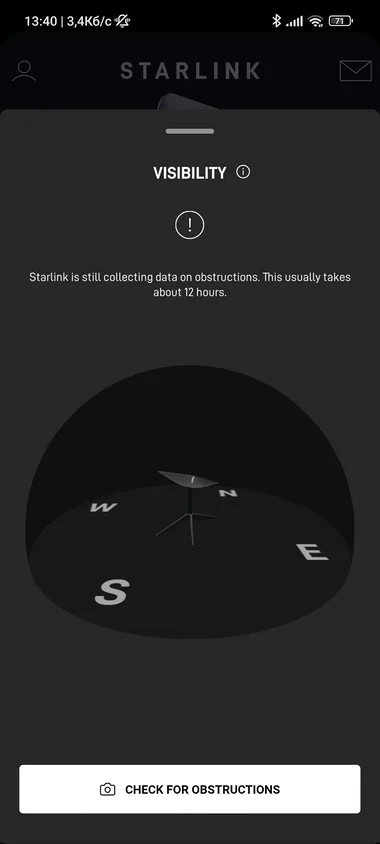 13:40 | 3,4Кб/с
71
STARLINK
VISIBILITY
Starlink is still collecting data on obstructions. This usually takes
about 12 hours.
W
N
E
S
CHECK FOR OBSTRUCTIONS